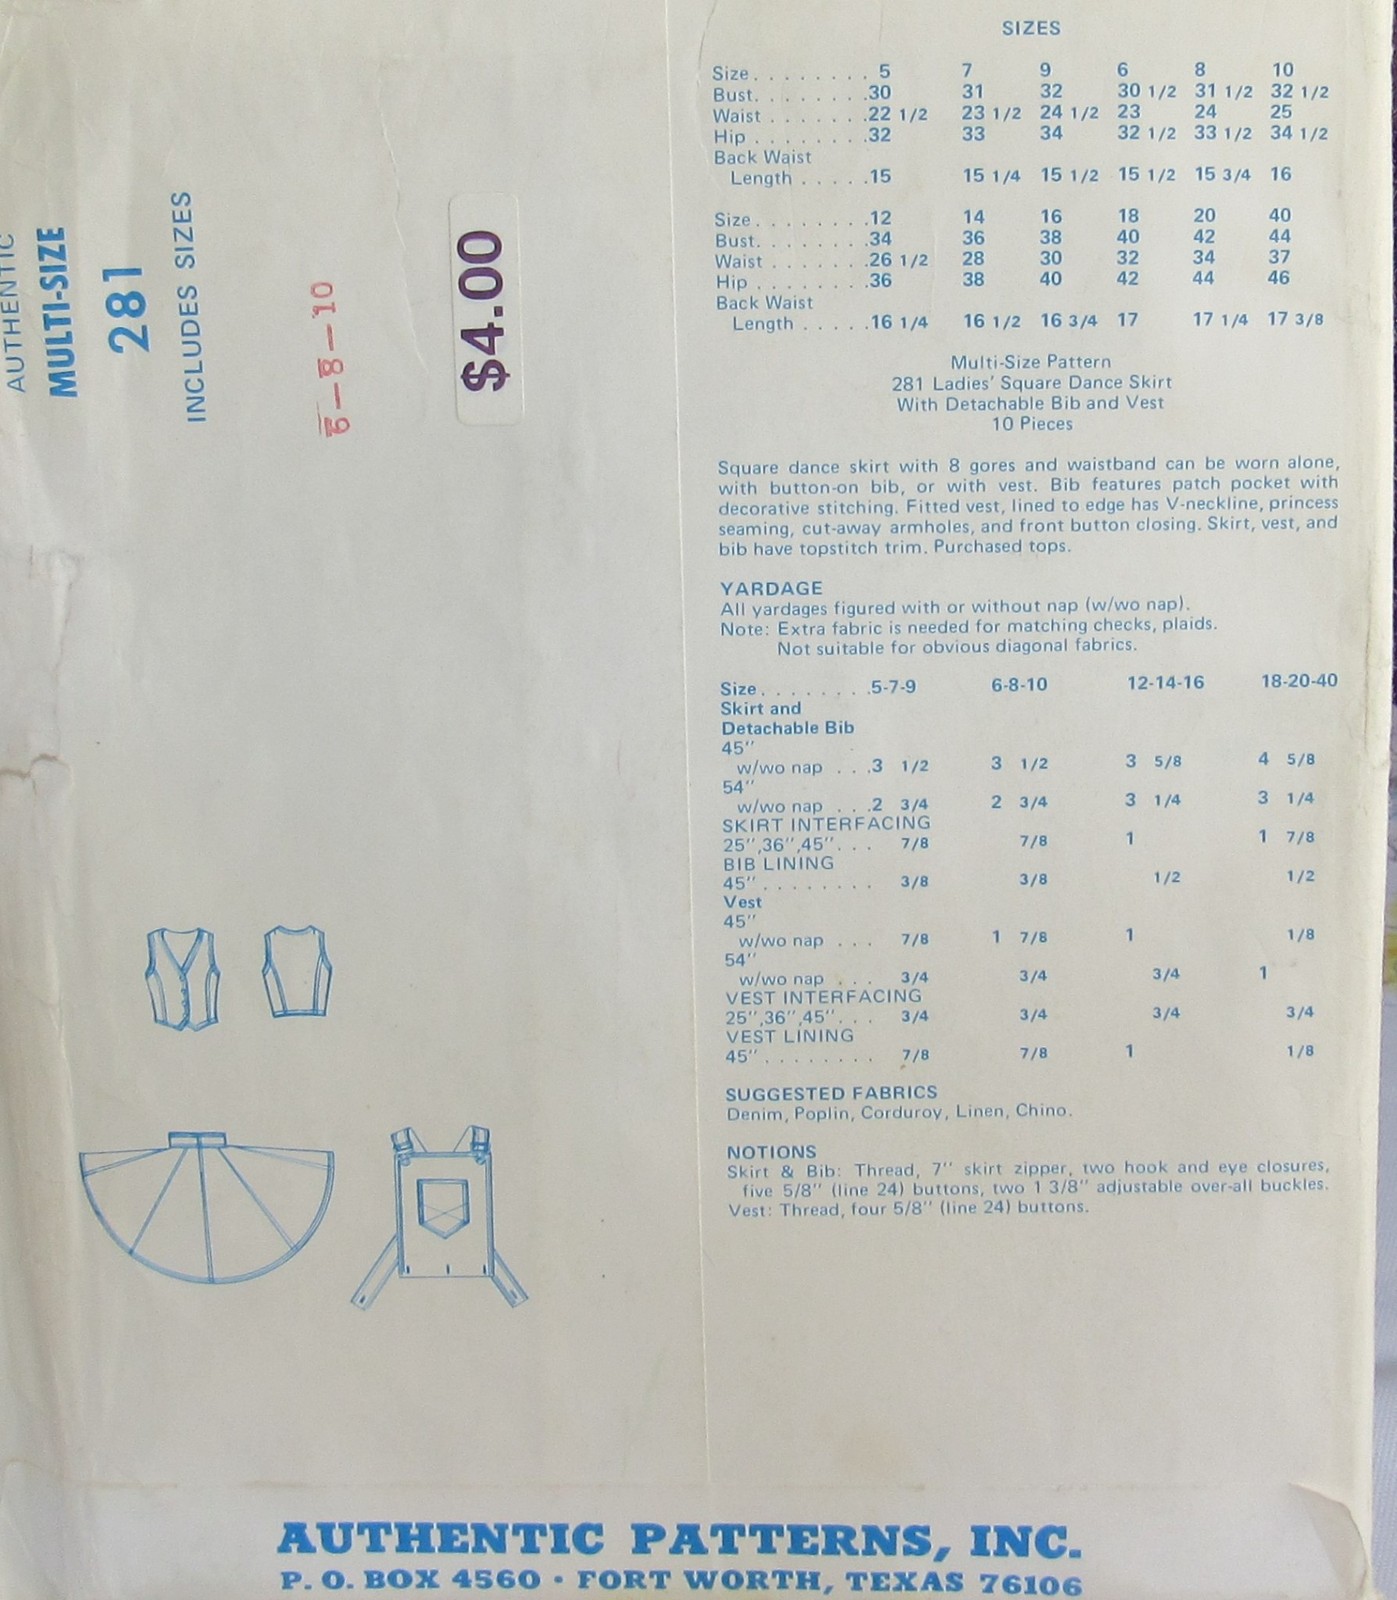 AUTHENTIC
MULTI-SIZE
281
INCLUDES SIZES
6-8-10
$4.00
SIZES
Size . . . . . . . . 5 7 9 6 8 10
Bust. . . . . . . . .30 31 32 30 1/2 31 1/2 32 1/2
Waist . . . . . . . .22 1/2 23 1/2 24 1/2 23 24 25
Hip . . . . . . . . .32 33 34 32 1/2 33 1/2 34 1/2
Back Waist
Length . . . . . .15 15 1/4 15 1/2 15 1/2 15 3/4 16
Size. . . . . . . . .12 14 16 18 20 40
Bust. . . . . . . . .34 36 38 40 42 44
Waist . . . . . . . .26 1/2 28 30 32 34 37
Hip . . . . . . . . .36 38 40 42 44 46
Back Waist
Length . . . . . .16 1/4 16 1/2 16 3/4 17 17 1/4 17 3/8
Multi-Size Pattern
281 Ladies' Square Dance Skirt
With Detachable Bib and Vest
10 Pieces
Square dance skirt with 8 gores and waistband can be worn alone,
with button-on bib, or with vest. Bib features patch pocket with
decorative stitching. Fitted vest, lined to edge has V-neckline, princess
seaming, cut-away armholes, and front button closing. Skirt, vest, and
bib have topstitch trim. Purchased tops.
YARDAGE
All yardages figured with or without nap (w/wo nap).
Note: Extra fabric is needed for matching checks, plaids.
Not suitable for obvious diagonal fabrics.
Size. . . . . . . . .5-7-9 6-8-10 12-14-16 18-20-40
Skirt and
Detachable Bib
45"
w/wo nap . . .3 1/2 3 1/2 3 5/8 4 5/8
54"
w/wo nap . . .2 3/4 2 3/4 3 1/4 3 1/4
SKIRT INTERFACING
25",36",45". . . 7/8 7/8 1 1 7/8
BIB LINING
45" . . . . . . . . 3/8 3/8 1/2 1/2
Vest
45"
w/wo nap . . . 7/8 1 7/8 1 1/8
54"
w/wo nap . . . 3/4 3/4 3/4 1
VEST INTERFACING
25",36",45". . . 3/4 3/4 3/4 3/4
VEST LINING
45" . . . . . . . . 7/8 7/8 1 1/8
SUGGESTED FABRICS
Denim, Poplin, Corduroy, Linen, Chino.
NOTIONS
Skirt & Bib: Thread, 7" skirt zipper, two hook and eye closures,
five 5/8" (line 24) buttons, two 1 3/8" adjustable over-all buckles.
Vest: Thread, four 5/8" (line 24) buttons.
AUTHENTIC PATTERNS, INC.
P. O. BOX 4560 • FORT WORTH, TEXAS 76106